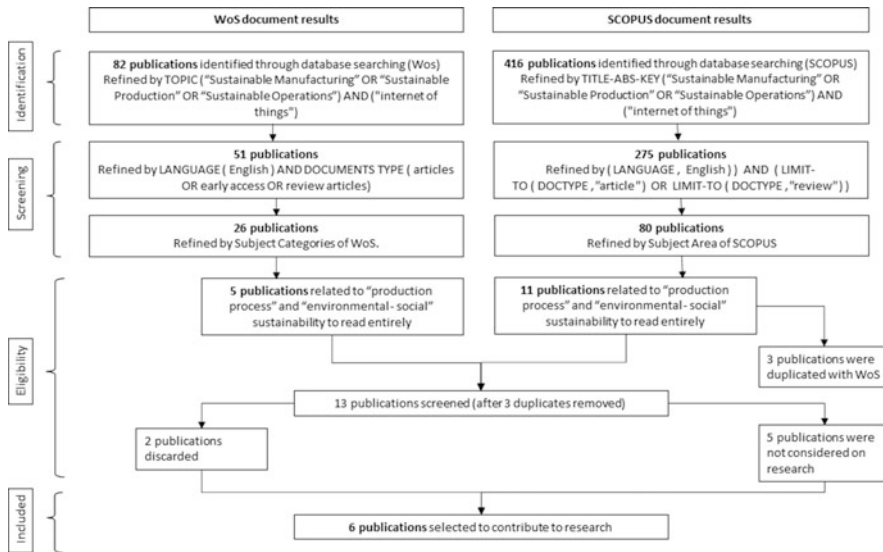 WoS document results
SCOPUS document results
Identification
82 publications identified through database searching (Wos)
Refined by TOPIC ("Sustainable Manufacturing" OR "Sustainable
Production" OR "Sustainable Operations") AND ("internet of
things")
416 publications identified through database searching (SCOPUS)
Refined by TITLE-ABS-KEY ("Sustainable Manufacturing" OR
"Sustainable Production" OR "Sustainable Operations") AND
("internet of things")
Screening
51 publications
Refined by LANGUAGE ( English ) AND DOCUMENTS TYPE ( articles
OR early access OR review articles)
275 publications
Refined by ( LANGUAGE , English ) ) AND ( LIMIT-
TO ( DOCTYPE ,"article") OR LIMIT-TO ( DOCTYPE ,"review") )
26 publications
Refined by Subject Categories of WoS.
80 publications
Refined by Subject Area of SCOPUS
Eligibility
5 publications related to "production
process" and "environmental- social"
sustainability to read entirely
11 publications related to "production
process" and "environmental- social"
sustainability to read entirely
3 publications were
duplicated with WoS
13 publications screened (after 3 duplicates removed)
2 publications
discarded
5 publications were
not considered on
research
Included
6 publications selected to contribute to research